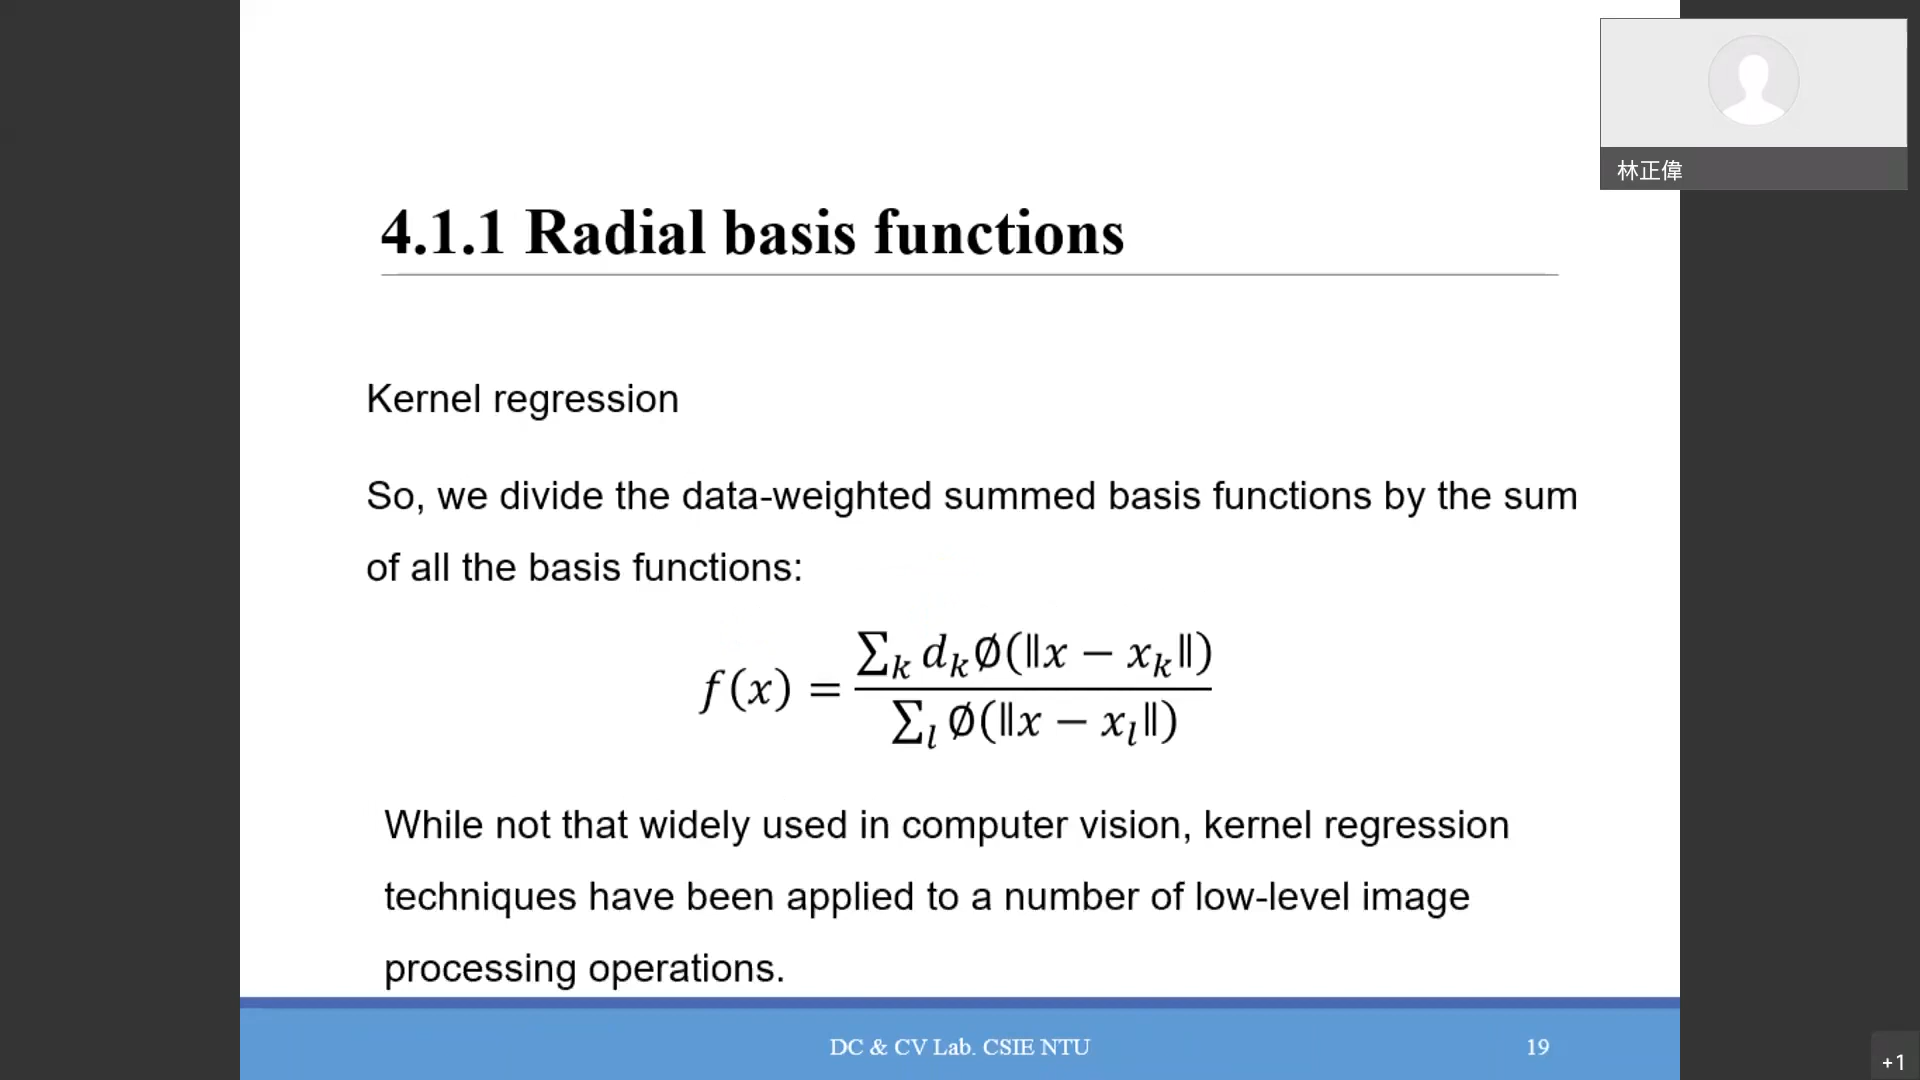 林正偉
4.1.1 Radial basis functions
Kernel regression
So, we divide the data-weighted summed basis functions by the sum
of all the basis functions:
f(x) = \frac{∑_k d_k∅(‖x − x_k‖)}{∑_l ∅(‖x − x_l‖)}
While not that widely used in computer vision, kernel regression
techniques have been applied to a number of low-level image
processing operations.
DC & CV Lab. CSIE NTU
19
+1